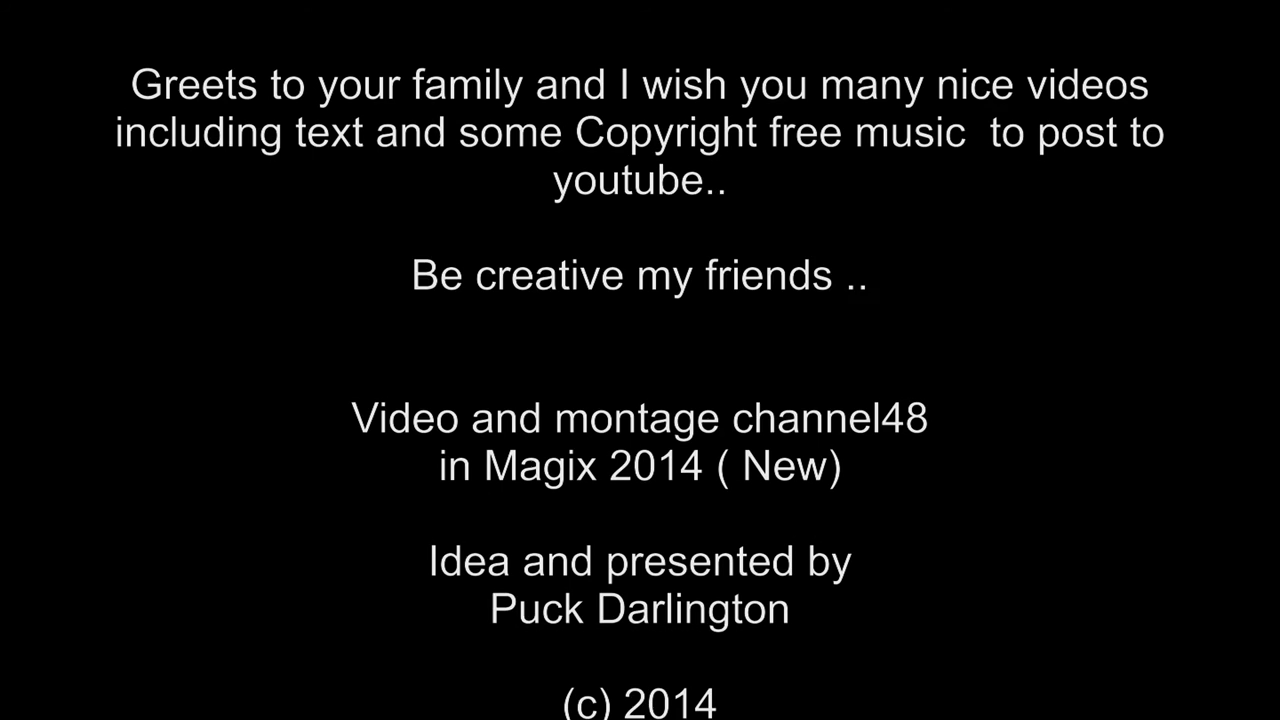 Greets to your family and I wish you many nice videos
including text and some Copyright free music  to post to
youtube..
Be creative my friends ..
Video and montage channel48
in Magix 2014 ( New)
Idea and presented by
Puck Darlington
(c) 2014